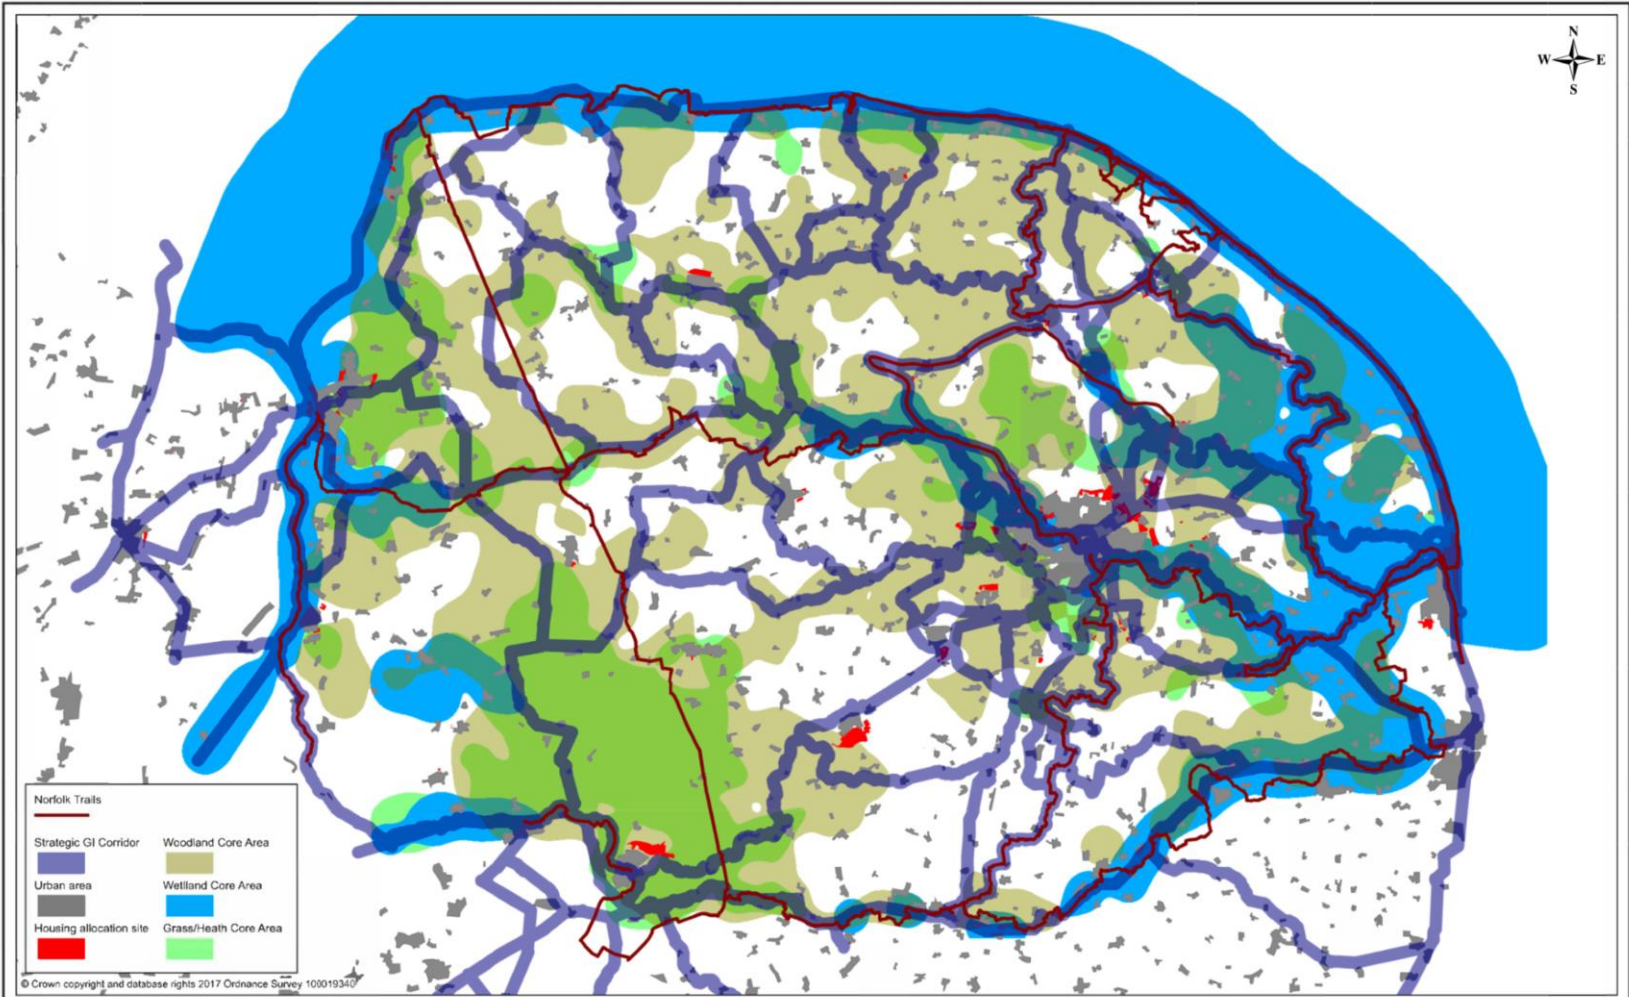 N
W E
S
Norfolk Trails
Strategic GI Corridor Woodland Core Area
Urban area Wetlland Core Area
Housing allocation site Grass/Heath Core Area
© Crown copyright and database rights 2017 Ordnance Survey 100019340